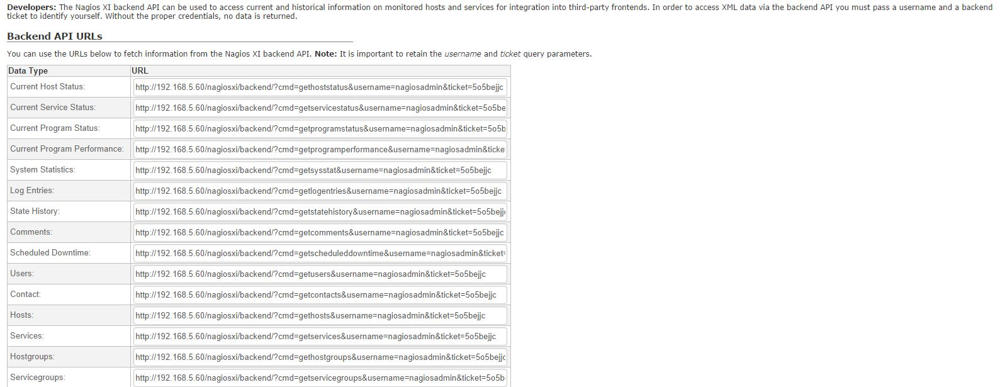 Developers: The Nagios XI backend API can be used to access current and historical information on monitored hosts and services for integration into third-party frontends. In order to access XML data via the backend API you must pass a username and a backend
ticket to identify yourself. Without the proper credentials, no data is returned.
Backend API URLs
You can use the URLs below to fetch information from the Nagios XI backend API. Note: It is important to retain the username and ticket query parameters.
Data Type URL
Current Host Status: http://192.168.5.60/nagiosxi/backend/?cmd=gethoststatus&username=nagiosadmin&ticket=5o5bejjc
Current Service Status: http://192.168.5.60/nagiosxi/backend/?cmd=getservicestatus&username=nagiosadmin&ticket=5o5be
Current Program Status: http://192.168.5.60/nagiosxi/backend/?cmd=getprogramstatus&username=nagiosadmin&ticket=5o5b
Current Program Performance: http://192.168.5.60/nagiosxi/backend/?cmd=getprogramperformance&username=nagiosadmin&ticke
System Statistics: http://192.168.5.60/nagiosxi/backend/?cmd=getsysstat&username=nagiosadmin&ticket=5o5bejjc
Log Entries: http://192.168.5.60/nagiosxi/backend/?cmd=getlogentries&username=nagiosadmin&ticket=5o5bejjc
State History: http://192.168.5.60/nagiosxi/backend/?cmd=getstatehistory&username=nagiosadmin&ticket=5o5bejj
Comments: http://192.168.5.60/nagiosxi/backend/?cmd=getcomments&username=nagiosadmin&ticket=5o5bejjc
Scheduled Downtime: http://192.168.5.60/nagiosxi/backend/?cmd=getscheduleddowntime&username=nagiosadmin&ticket=
Users: http://192.168.5.60/nagiosxi/backend/?cmd=getusers&username=nagiosadmin&ticket=5o5bejjc
Contact: http://192.168.5.60/nagiosxi/backend/?cmd=getcontacts&username=nagiosadmin&ticket=5o5bejjc
Hosts: http://192.168.5.60/nagiosxi/backend/?cmd=gethosts&username=nagiosadmin&ticket=5o5bejjc
Services: http://192.168.5.60/nagiosxi/backend/?cmd=getservices&username=nagiosadmin&ticket=5o5bejjc
Hostgroups: http://192.168.5.60/nagiosxi/backend/?cmd=gethostgroups&username=nagiosadmin&ticket=5o5bejjc
Servicegroups: http://192.168.5.60/nagiosxi/backend/?cmd=getservicegroups&username=nagiosadmin&ticket=5o5b